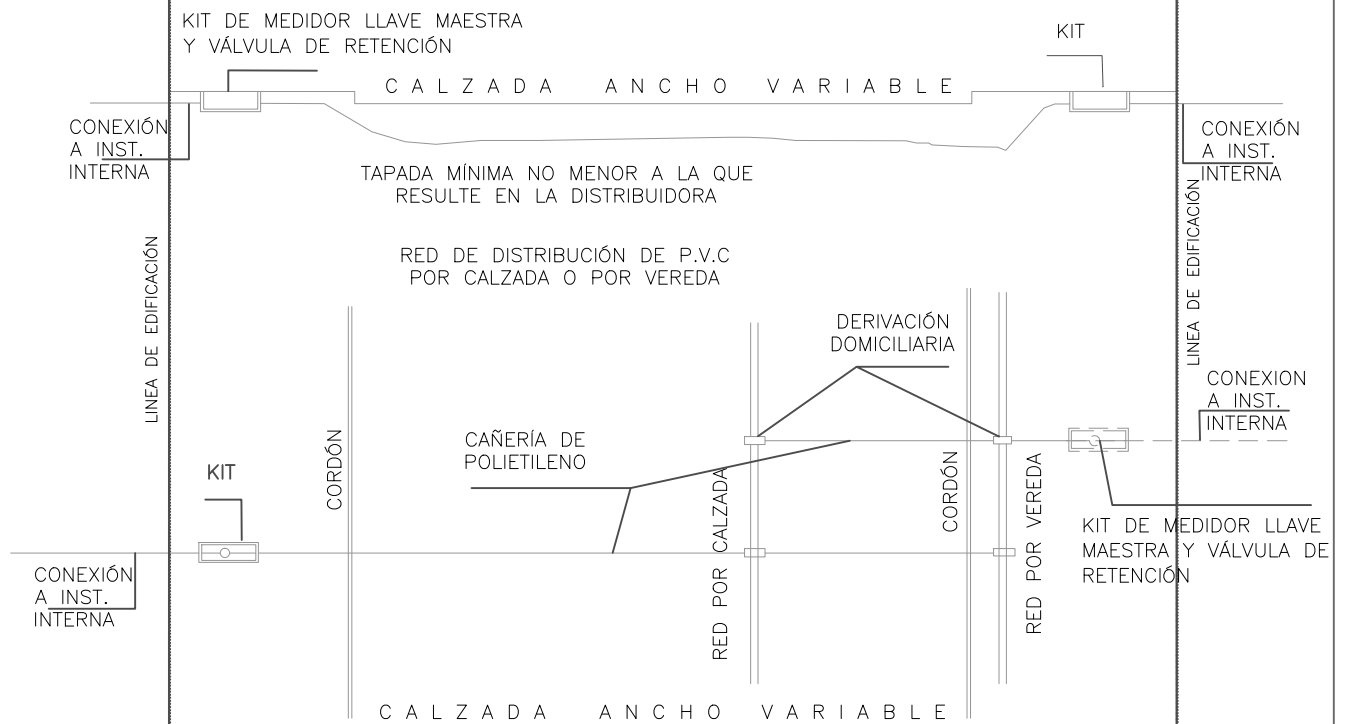 KIT DE MEDIDOR LLAVE MAESTRA
Y VÁLVULA DE RETENCIÓN
KIT
CALZADA ANCHO VARIABLE
CONEXIÓN
A INST.
INTERNA
CONEXIÓN
A INST.
INTERNA
TAPADA MÍNIMA NO MENOR A LA QUE
RESULTE EN LA DISTRIBUIDORA
RED DE DISTRIBUCIÓN DE P.V.C
POR CALZADA O POR VEREDA
LINEA DE EDIFICACIÓN
LINEA DE EDIFICACIÓN
DERIVACIÓN
DOMICILIARIA
CONEXION
A INST.
INTERNA
CAÑERÍA DE
POLIETILENO
CORDÓN
KIT
RED POR CALZADA
CORDÓN
RED POR VEREDA
KIT DE MEDIDOR LLAVE
MAESTRA Y VÁLVULA DE
RETENCIÓN
CONEXIÓN
A INST.
INTERNA
CALZADA ANCHO VARIABLE